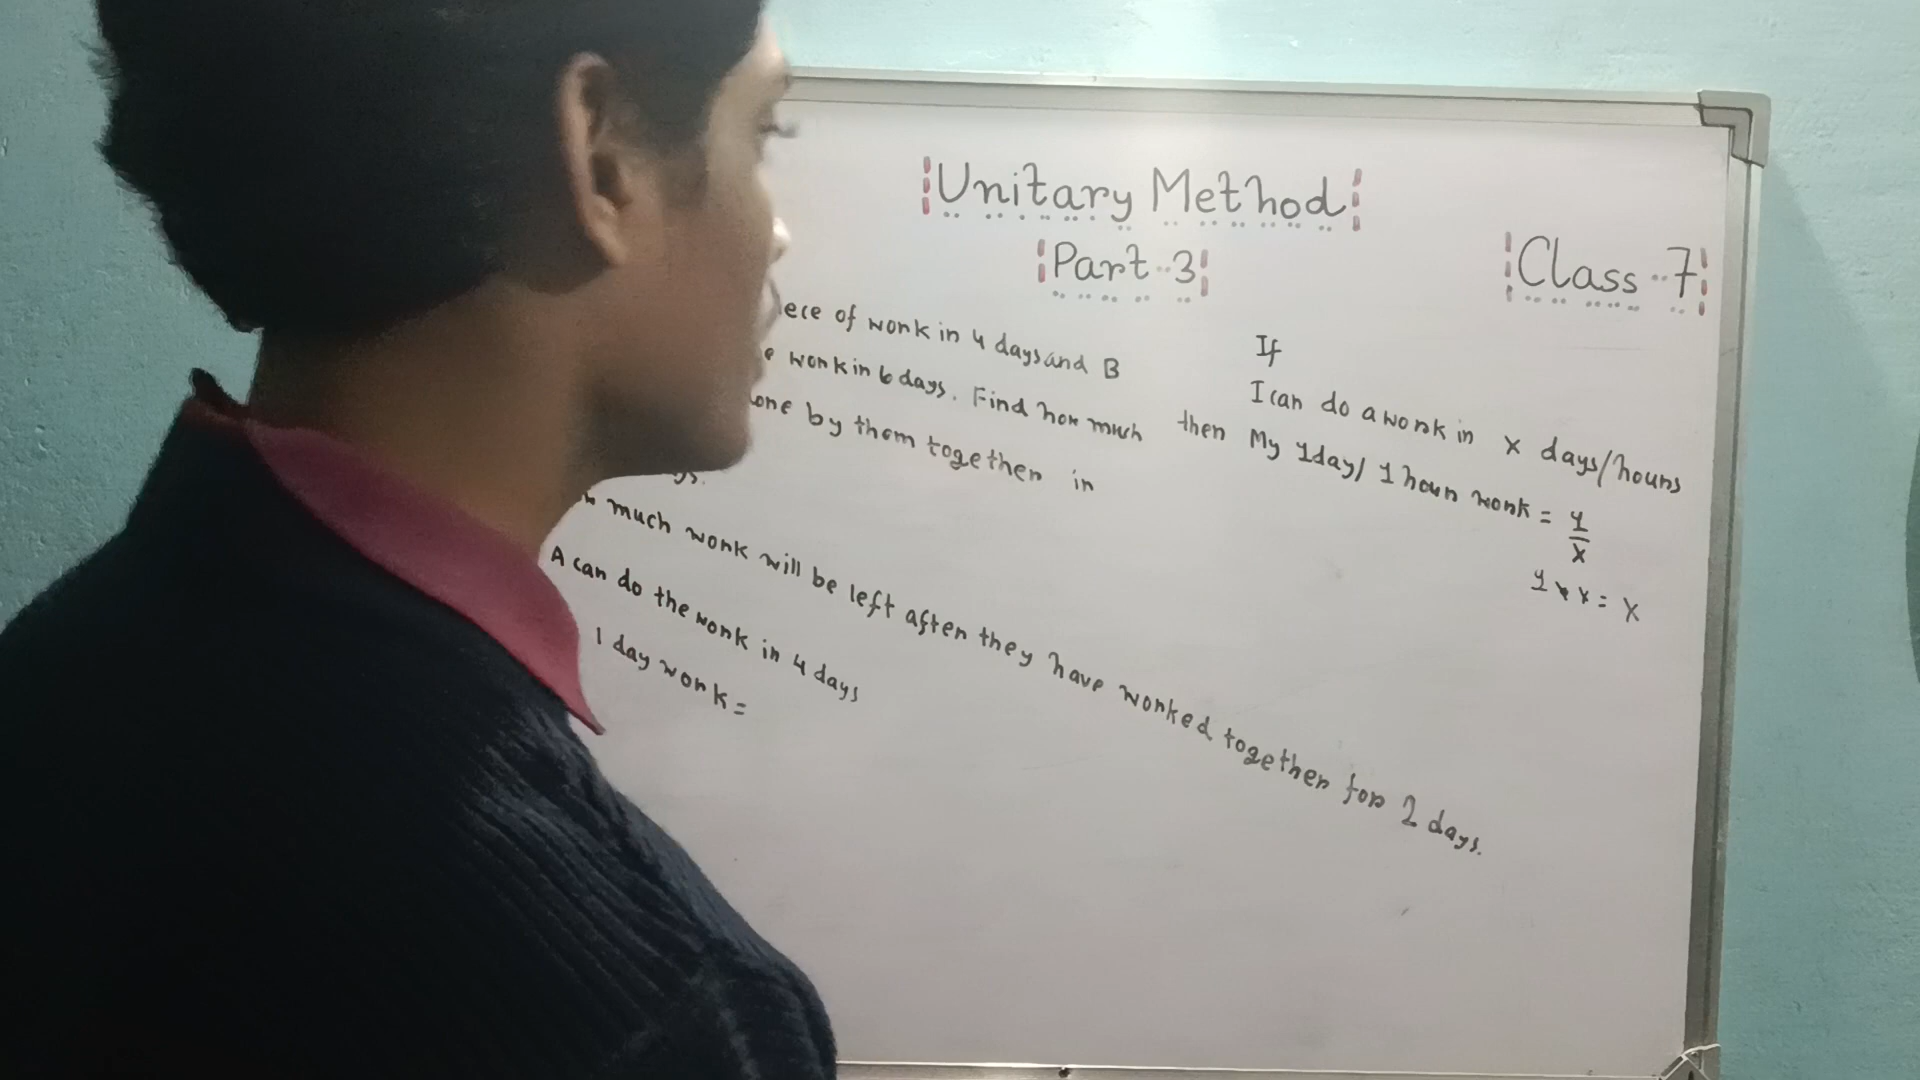 Unitary Method
Part-3
Class-7
ece of work in 4 days and B
e work in 6 days. Find how much
one by them together in
ys.
much work will be left after they have worked together for 2 days.
A can do the work in 4 days
1 day work =
If
I can do a work in x days/hours
then My 1day/ 1 hour work = 1/x